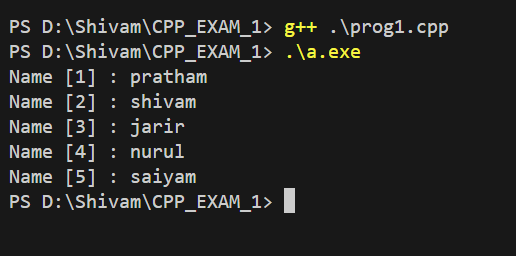 PS D:\Shivam\CPP_EXAM_1> g++ .\prog1.cpp
PS D:\Shivam\CPP_EXAM_1> .\a.exe
Name [1] : pratham
Name [2] : shivam
Name [3] : jarir
Name [4] : nurul
Name [5] : saiyam
PS D:\Shivam\CPP_EXAM_1>